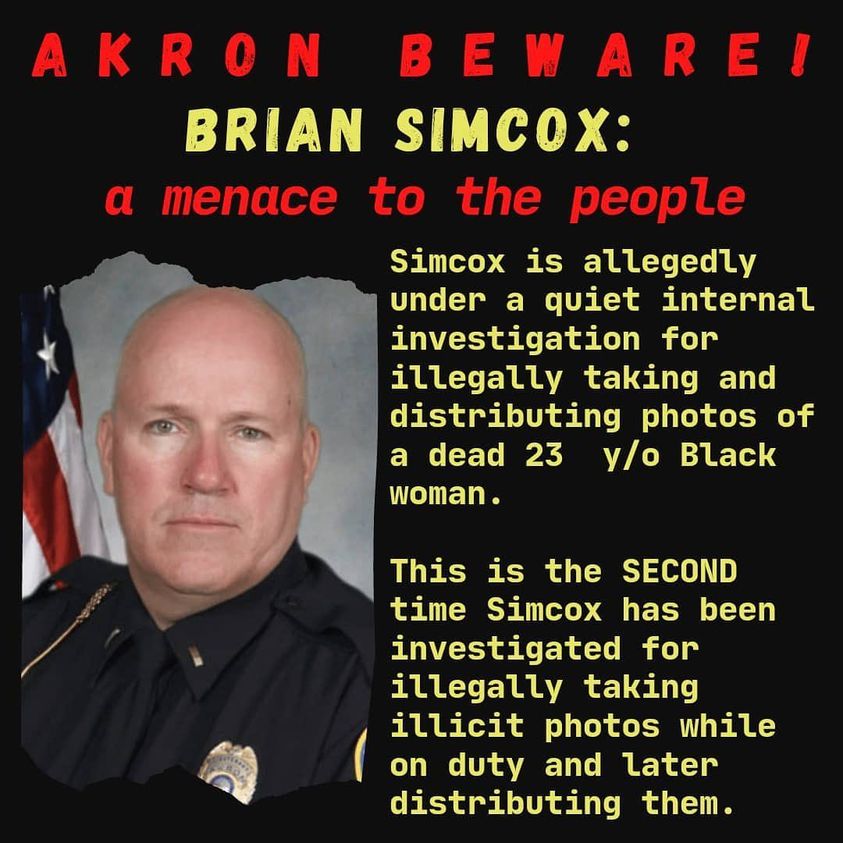 AKRON BEWARE!
BRIAN SIMCOX:
a menace to the people
Simcox is allegedly
under a quiet internal
investigation for
illegally taking and
distributing photos of
a dead 23 y/o Black
woman.
This is the SECOND
time Simcox has been
investigated for
illegally taking
illicit photos while
on duty and later
distributing them.